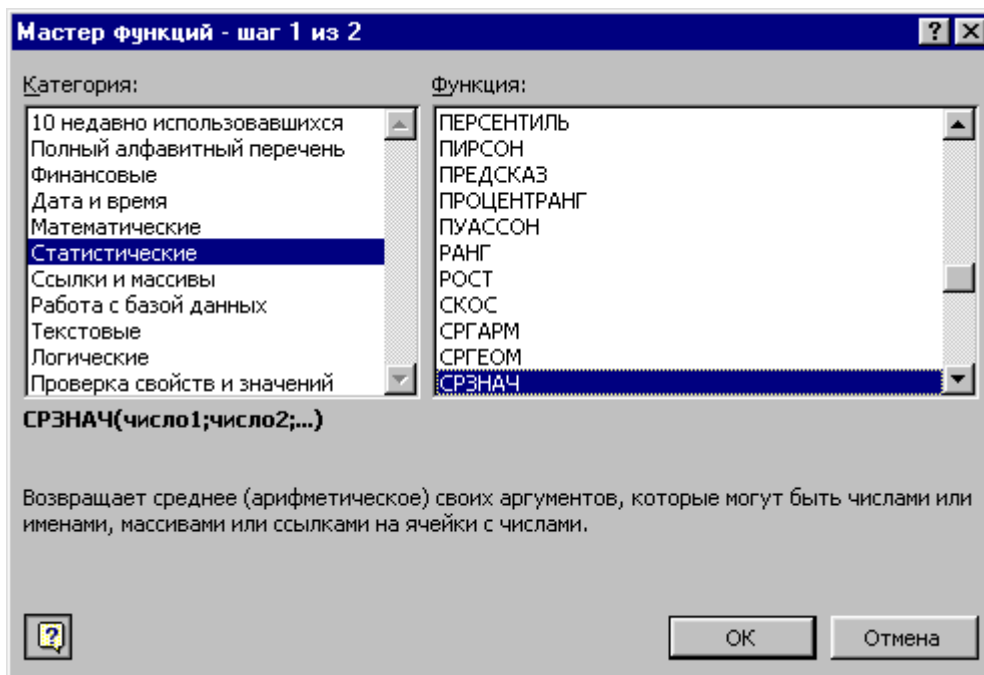 Мастер функций - шаг 1 из 2
Категория:
10 недавно использовавшихся
Полный алфавитный перечень
Финансовые
Дата и время
Математические
Статистические
Ссылки и массивы
Работа с базой данных
Текстовые
Логические
Проверка свойств и значений
Функция:
ПЕРСЕНТИЛЬ
ПИРСОН
ПРЕДСКАЗ
ПРОЦЕНТРАНГ
ПУАССОН
РАНГ
РОСТ
СКОС
СРГАРМ
СРГЕОМ
СРЗНАЧ
СРЗНАЧ(число1;число2;...)
Возвращает среднее (арифметическое) своих аргументов, которые могут быть числами или
именами, массивами или ссылками на ячейки с числами.
ОК
Отмена